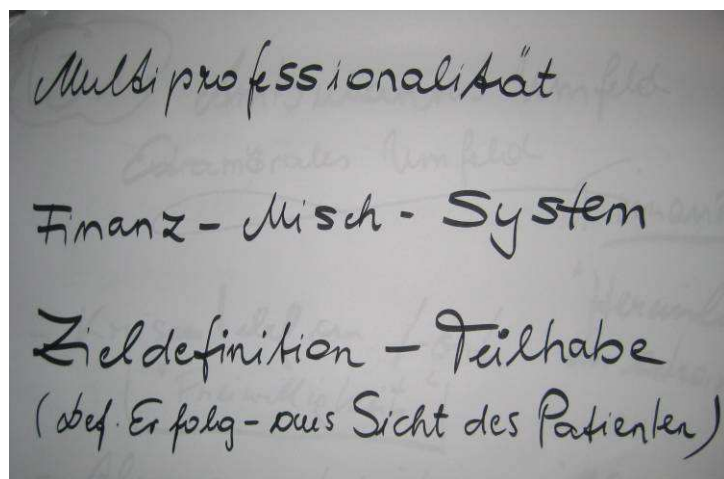 Multiprofessionalität
Finanz - Misch - System
Zieldefinition - Teilhabe
(Def. Erfolg - aus Sicht des Patienten)